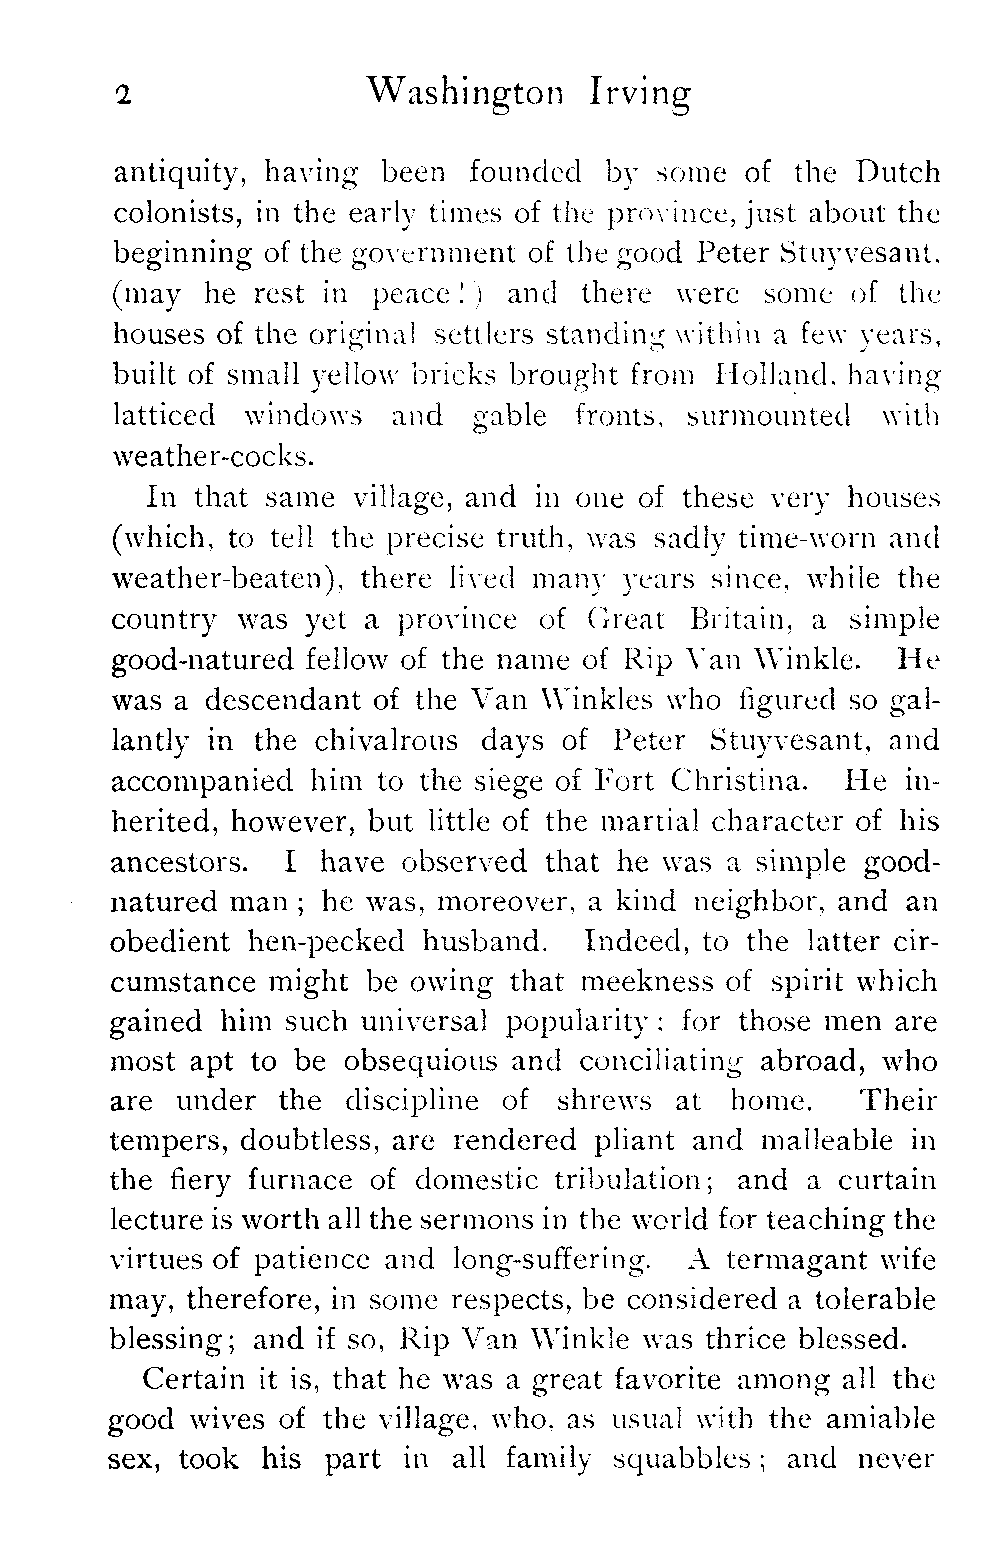 2 Washington Irving
antiquity, having been founded by some of the Dutch
colonists, in the early times of the province, just about the
beginning of the government of the good Peter Stuyvesant,
(may he rest in peace!) and there were some of the
houses of the original settlers standing within a few years,
built of small yellow bricks brought from Holland, having
latticed windows and gable fronts, surmounted with
weather-cocks.
In that same village, and in one of these very houses
(which, to tell the precise truth, was sadly time-worn and
weather-beaten), there lived many years since, while the
country was yet a province of Great Britain, a simple
good-natured fellow of the name of Rip Van Winkle. He
was a descendant of the Van Winkles who figured so gal-
lantly in the chivalrous days of Peter Stuyvesant, and
accompanied him to the siege of Fort Christina. He in-
herited, however, but little of the martial character of his
ancestors. I have observed that he was a simple good-
natured man; he was, moreover, a kind neighbor, and an
obedient hen-pecked husband. Indeed, to the latter cir-
cumstance might be owing that meekness of spirit which
gained him such universal popularity; for those men are
most apt to be obsequious and conciliating abroad, who
are under the discipline of shrews at home. Their
tempers, doubtless, are rendered pliant and malleable in
the fiery furnace of domestic tribulation; and a curtain
lecture is worth all the sermons in the world for teaching the
virtues of patience and long-suffering. A termagant wife
may, therefore, in some respects, be considered a tolerable
blessing; and if so, Rip Van Winkle was thrice blessed.
Certain it is, that he was a great favorite among all the
good wives of the village, who, as usual with the amiable
sex, took his part in all family squabbles; and never